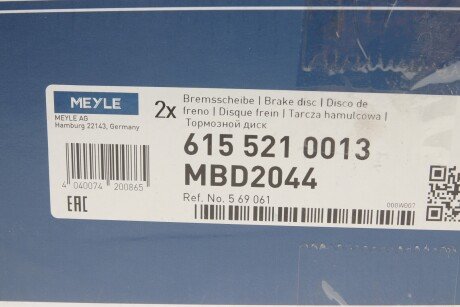 MEYLE
MEYLE AG
Hamburg 22143, Germany
2x
Bremsscheibe | Brake disc | Disco de
freno | Disque frein | Tarcza hamulcowa |
Тормозной диск
615 521 0013
MBD2044
Ref. No. 5 69 061
4 040074 200865
EAC